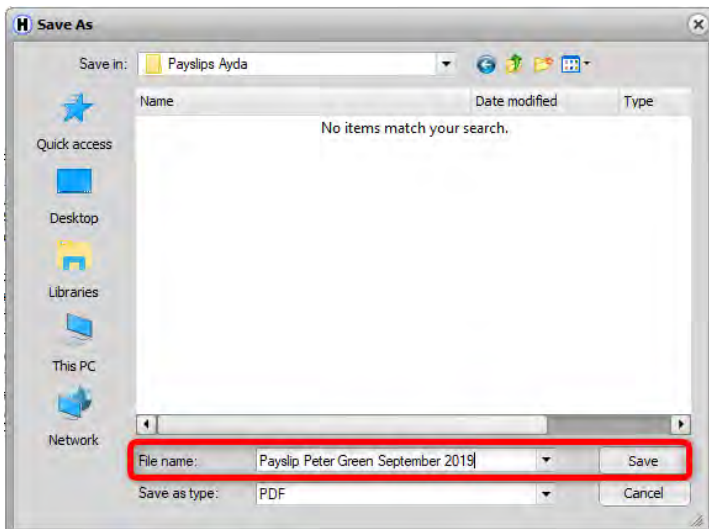 H Save As
Save in: Payslips Ayda
Name Date modified Type
No items match your search.
Quick access
Desktop
Libraries
This PC
Network
File name: Payslip Peter Green September 2019 Save
Save as type: PDF Cancel